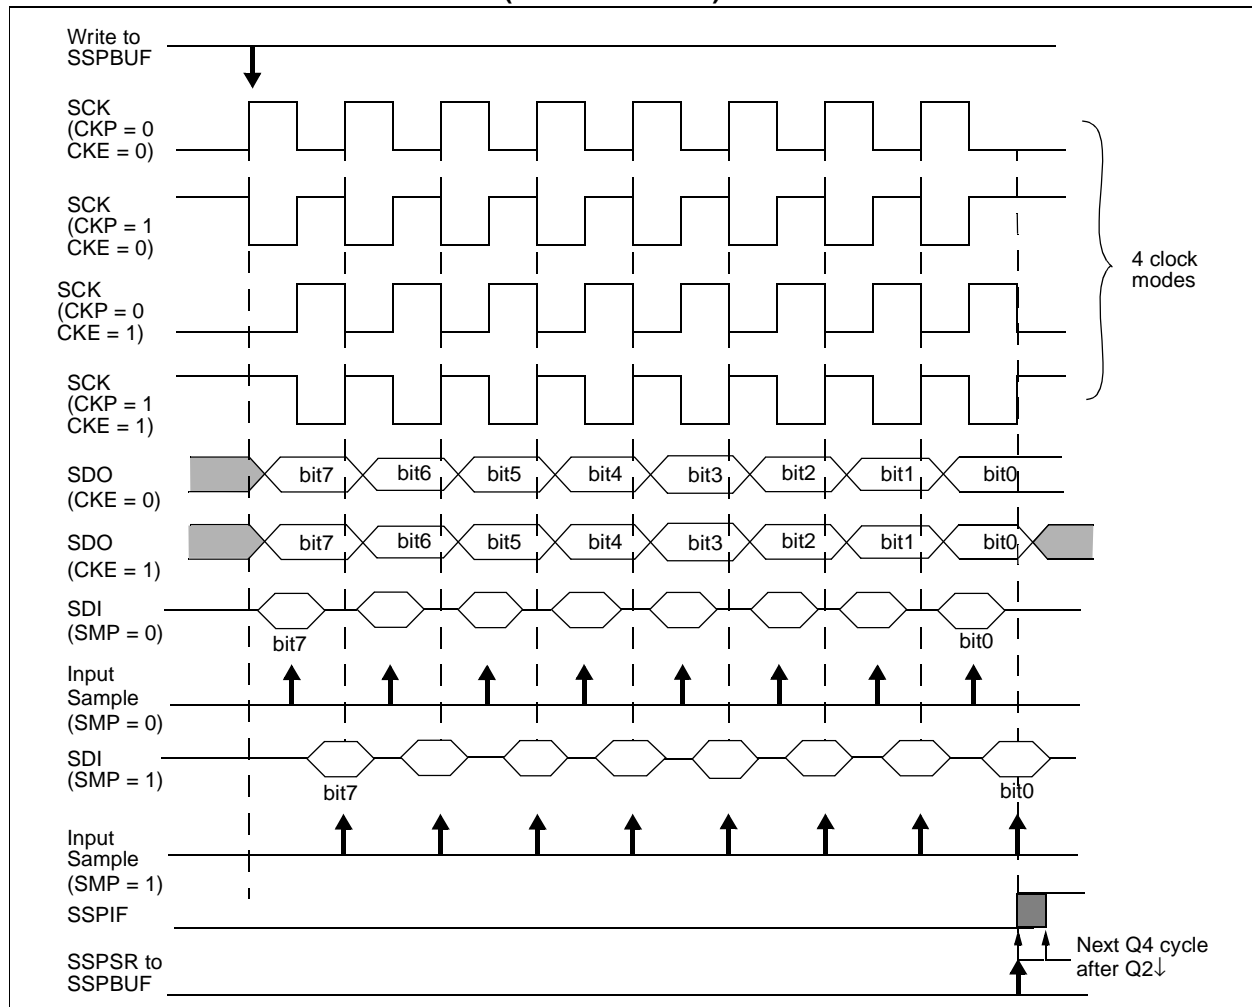 Write to
SSPBUF
SCK
(CKP = 0
CKE = 0)
SCK
(CKP = 1
CKE = 0)
4 clock
modes
SCK
(CKP = 0
CKE = 1)
SCK
(CKP = 1
CKE = 1)
SDO
(CKE = 0)
bit7 bit6 bit5 bit4 bit3 bit2 bit1 bit0
SDO
(CKE = 1)
bit7 bit6 bit5 bit4 bit3 bit2 bit1 bit0
SDI
(SMP = 0)
bit7 bit0
Input
Sample
(SMP = 0)
SDI
(SMP = 1)
bit7 bit0
Input
Sample
(SMP = 1)
SSPIF
Next Q4 cycle
after Q2↓
SSPSR to
SSPBUF